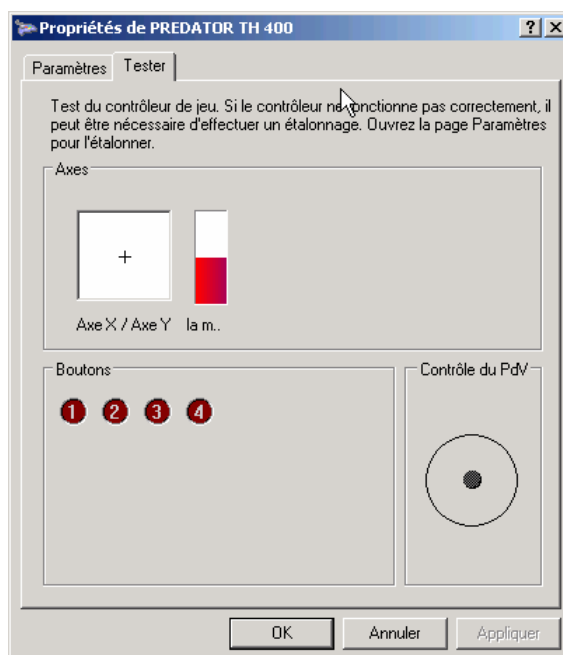 Propriétés de PREDATOR TH 400
Paramètres Tester
Test du contrôleur de jeu. Si le contrôleur ne fonctionne pas correctement, il
peut être nécessaire d'effectuer un étalonnage. Ouvrez la page Paramètres
pour l'étalonner.
Axes
Axe X / Axe Y la m..
Boutons Contrôle du PdV
1 2 3 4
OK Annuler Appliquer